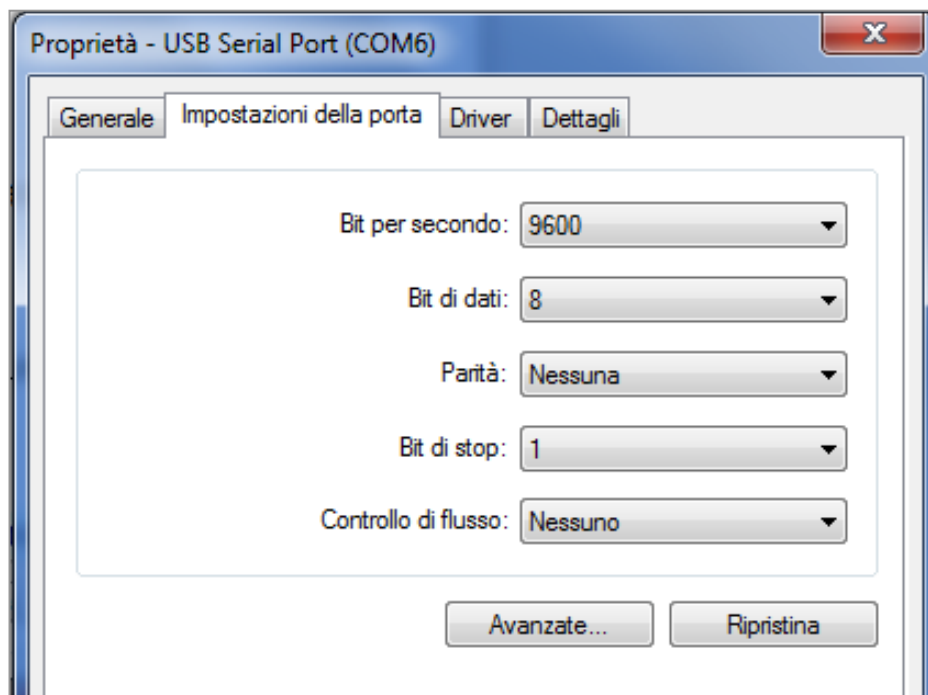 Proprietà - USB Serial Port (COM6)
Generale Impostazioni della porta Driver Dettagli
Bit per secondo: 9600
Bit di dati: 8
Parità: Nessuna
Bit di stop: 1
Controllo di flusso: Nessuno
Avanzate... Ripristina